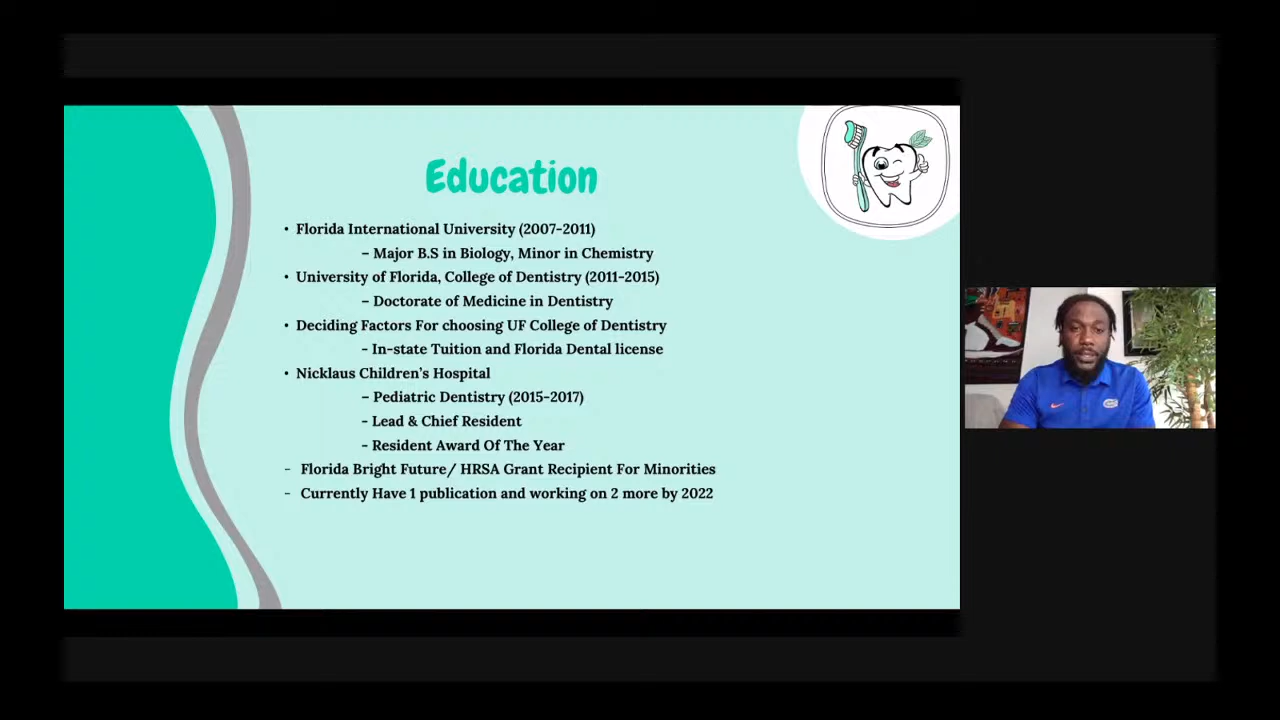 Education
• Florida International University (2007-2011)
– Major B.S in Biology, Minor in Chemistry
• University of Florida, College of Dentistry (2011-2015)
– Doctorate of Medicine in Dentistry
• Deciding Factors For choosing UF College of Dentistry
- In-state Tuition and Florida Dental license
• Nicklaus Children's Hospital
– Pediatric Dentistry (2015-2017)
- Lead & Chief Resident
- Resident Award Of The Year
- Florida Bright Future/ HRSA Grant Recipient For Minorities
- Currently Have 1 publication and working on 2 more by 2022